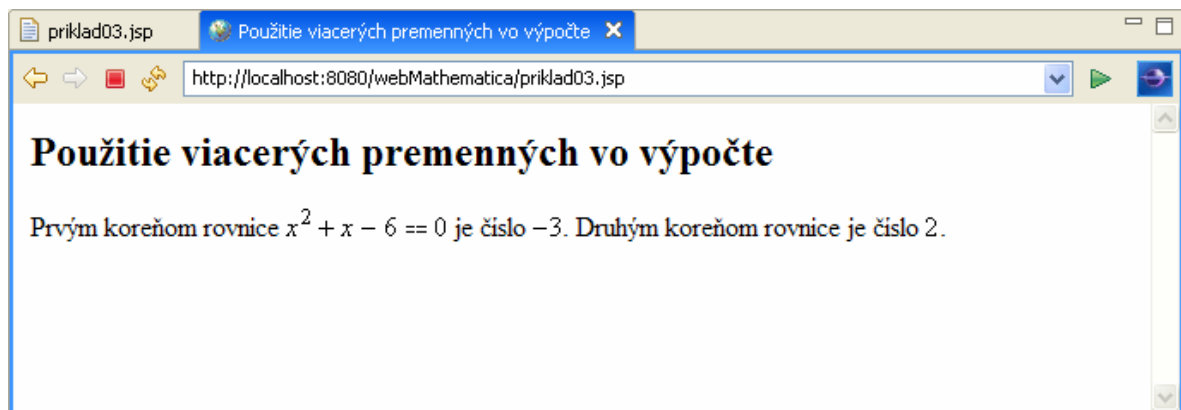 priklad03.jsp
Použitie viacerých premenných vo výpočte
http://localhost:8080/webMathematica/priklad03.jsp
Použitie viacerých premenných vo výpočte
Prvým koreňom rovnice x² + x − 6 == 0 je číslo −3. Druhým koreňom rovnice je číslo 2.